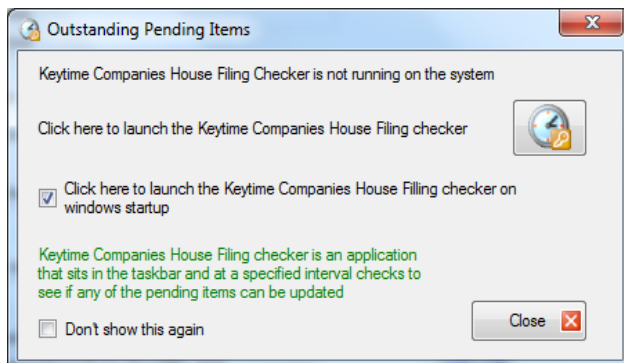 Outstanding Pending Items
Keytime Companies House Filing Checker is not running on the system
Click here to launch the Keytime Companies House Filing checker
Click here to launch the Keytime Companies House Filling checker on
windows startup
Keytime Companies House Filing checker is an application
that sits in the taskbar and at a specified interval checks to
see if any of the pending items can be updated
Don't show this again
Close